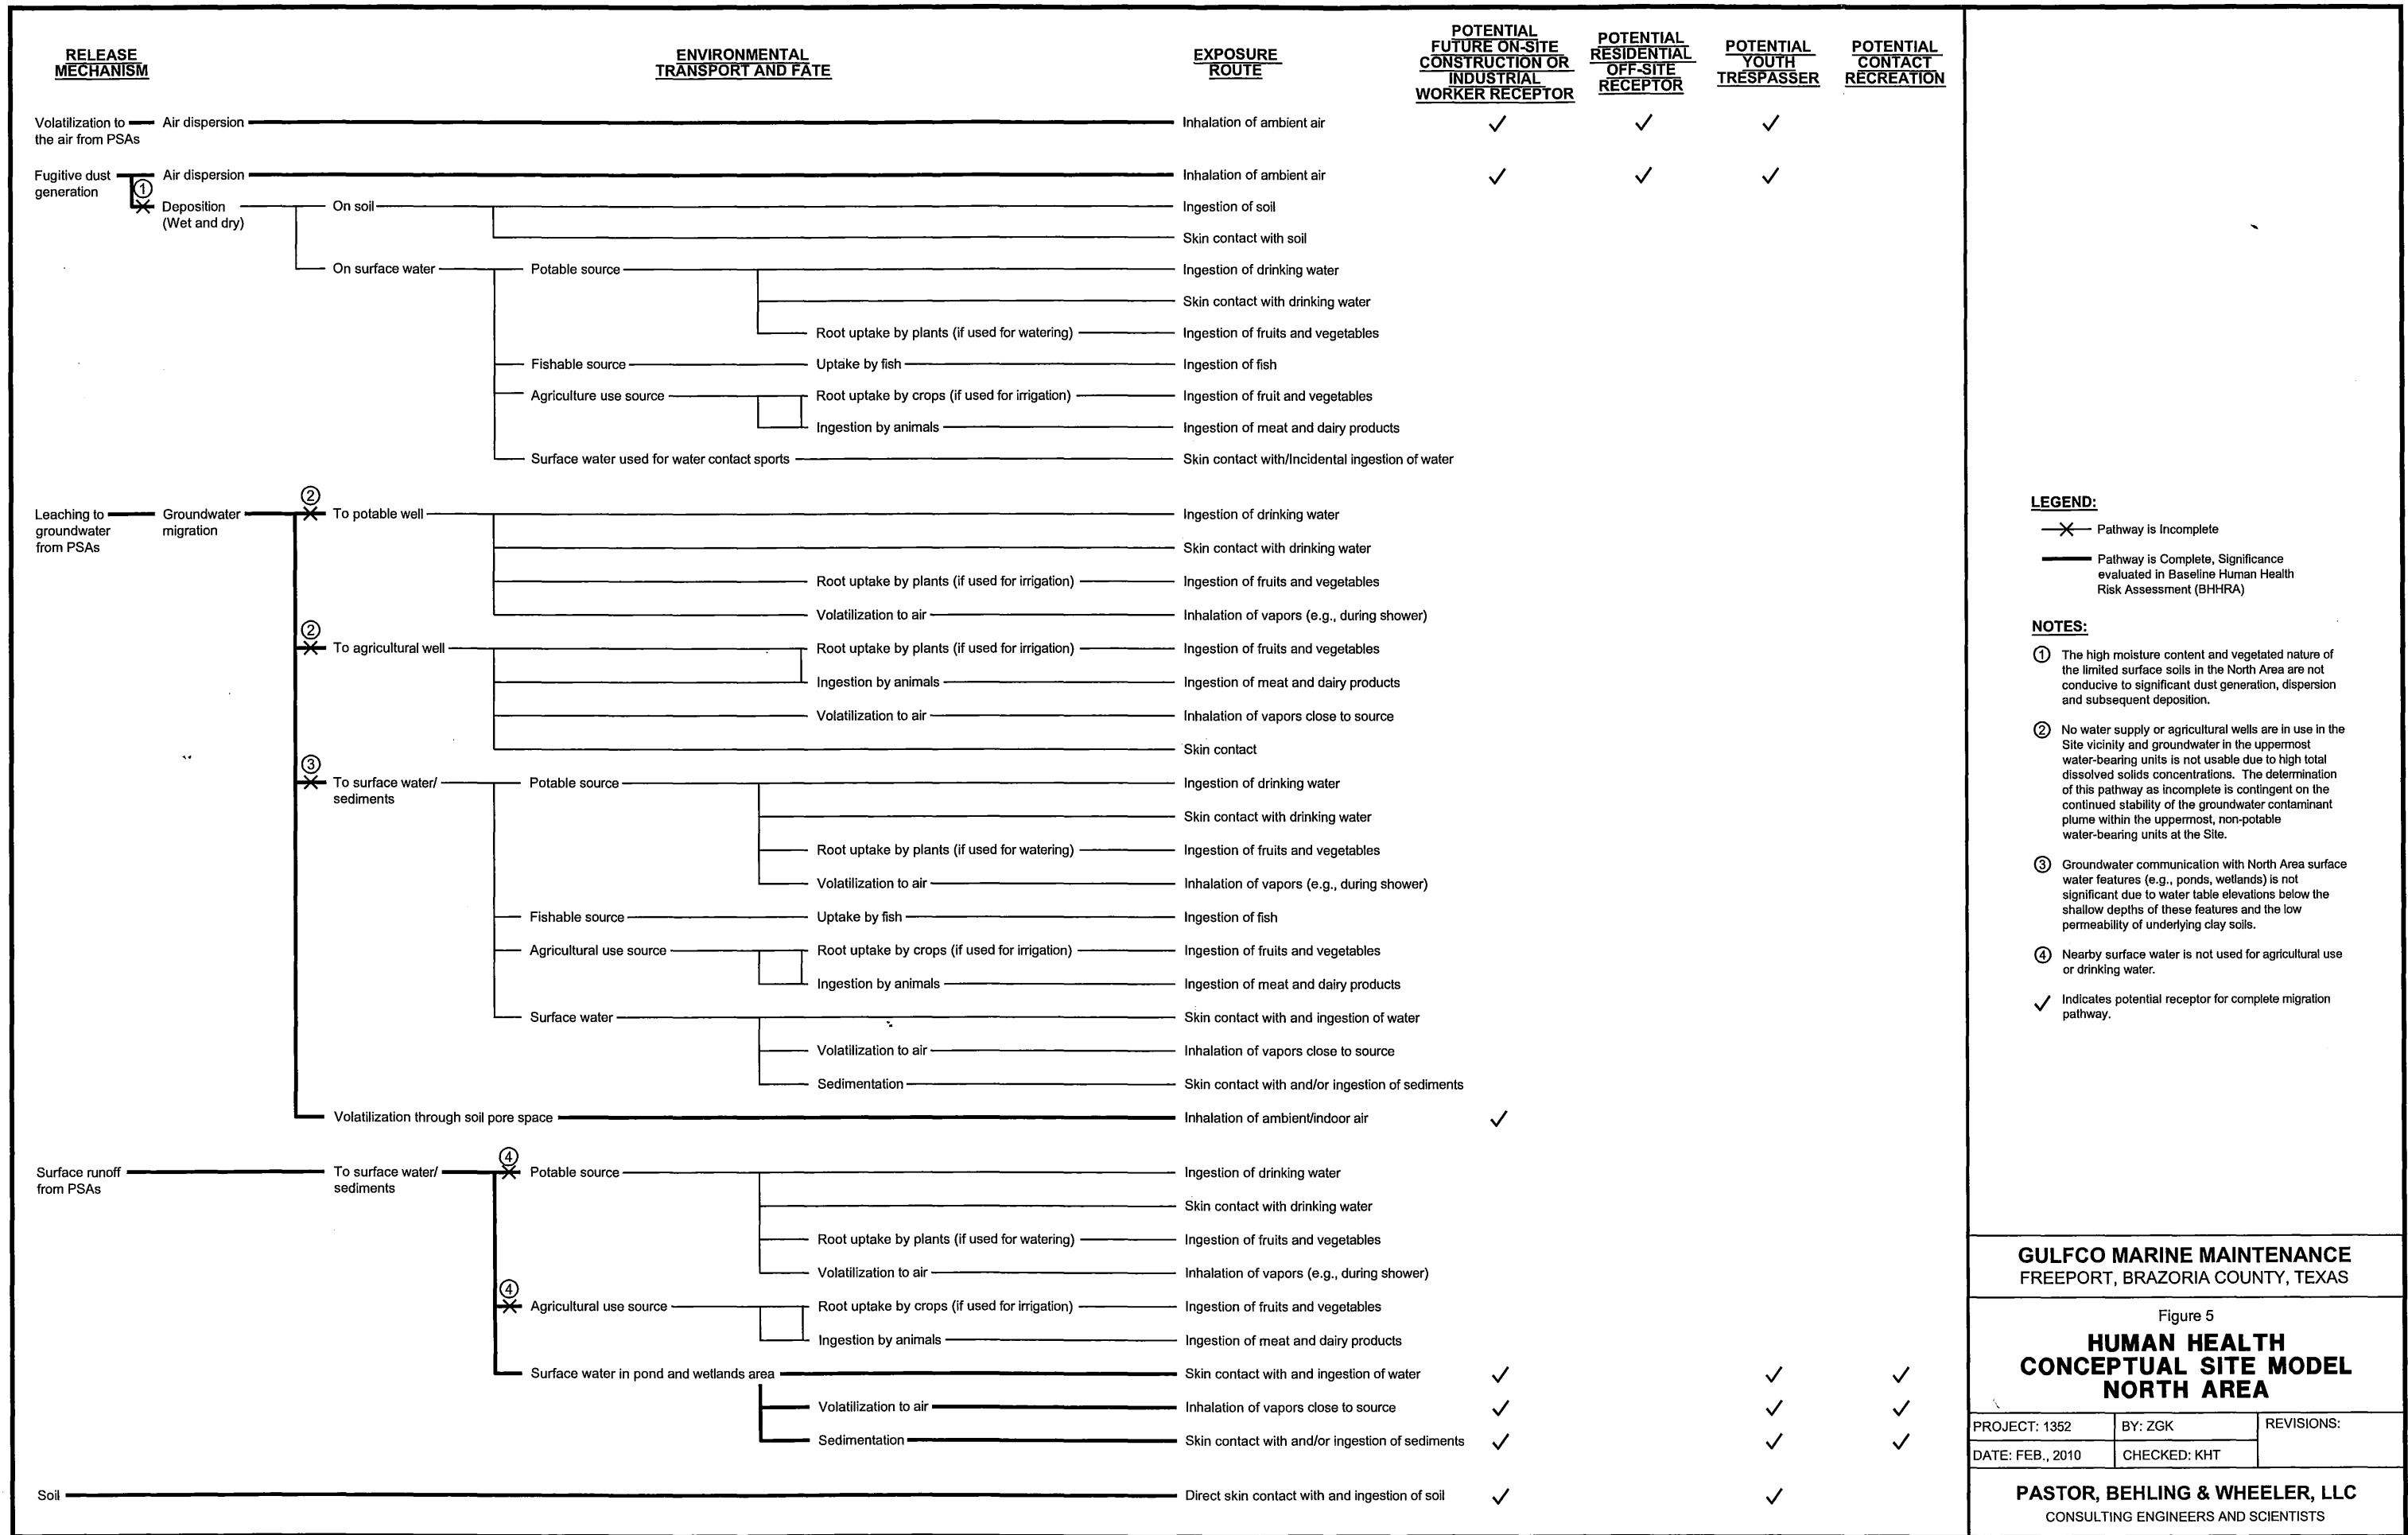 RELEASE
MECHANISM
ENVIRONMENTAL
TRANSPORT AND FATE
EXPOSURE
ROUTE
POTENTIAL
FUTURE ON-SITE
CONSTRUCTION OR
INDUSTRIAL
WORKER RECEPTOR
POTENTIAL
RESIDENTIAL
OFF-SITE
RECEPTOR
POTENTIAL
YOUTH
TRESPASSER
POTENTIAL
CONTACT
RECREATION
Volatilization to Air dispersion Inhalation of ambient air ✓ ✓ ✓
the air from PSAs
Fugitive dust Air dispersion Inhalation of ambient air ✓ ✓ ✓
generation
①
Deposition On soil Ingestion of soil
(Wet and dry)
Skin contact with soil
On surface water Potable source Ingestion of drinking water
Skin contact with drinking water
Root uptake by plants (if used for watering) Ingestion of fruits and vegetables
Fishable source Uptake by fish Ingestion of fish
Agriculture use source Root uptake by crops (if used for irrigation) Ingestion of fruit and vegetables
Ingestion by animals Ingestion of meat and dairy products
Surface water used for water contact sports Skin contact with/Incidental ingestion of water
②
Leaching to Groundwater To potable well Ingestion of drinking water
groundwater migration
from PSAs
Skin contact with drinking water
Root uptake by plants (if used for irrigation) Ingestion of fruits and vegetables
Volatilization to air Inhalation of vapors (e.g., during shower)
②
To agricultural well Root uptake by plants (if used for irrigation) Ingestion of fruits and vegetables
Ingestion by animals Ingestion of meat and dairy products
Volatilization to air Inhalation of vapors close to source
Skin contact
③
To surface water/ Potable source Ingestion of drinking water
sediments
Skin contact with drinking water
Root uptake by plants (if used for watering) Ingestion of fruits and vegetables
Volatilization to air Inhalation of vapors (e.g., during shower)
Fishable source Uptake by fish Ingestion of fish
Agricultural use source Root uptake by crops (if used for irrigation) Ingestion of fruits and vegetables
Ingestion by animals Ingestion of meat and dairy products
Surface water Skin contact with and ingestion of water
Volatilization to air Inhalation of vapors close to source
Sedimentation Skin contact with and/or ingestion of sediments
Volatilization through soil pore space Inhalation of ambient/indoor air ✓
④
Surface runoff To surface water/ Potable source Ingestion of drinking water
from PSAs sediments
Skin contact with drinking water
Root uptake by plants (if used for watering) Ingestion of fruits and vegetables
Volatilization to air Inhalation of vapors (e.g., during shower)
④
Agricultural use source Root uptake by crops (if used for irrigation) Ingestion of fruits and vegetables
Ingestion by animals Ingestion of meat and dairy products
Surface water in pond and wetlands area Skin contact with and ingestion of water ✓ ✓ ✓
Volatilization to air Inhalation of vapors close to source ✓ ✓ ✓
Sedimentation Skin contact with and/or ingestion of sediments ✓ ✓ ✓
Soil Direct skin contact with and ingestion of soil ✓ ✓
LEGEND:
Pathway is Incomplete
Pathway is Complete, Significance
evaluated in Baseline Human Health
Risk Assessment (BHHRA)
NOTES:
① The high moisture content and vegetated nature of
the limited surface soils in the North Area are not
conducive to significant dust generation, dispersion
and subsequent deposition.
② No water supply or agricultural wells are in use in the
Site vicinity and groundwater in the uppermost
water-bearing units is not usable due to high total
dissolved solids concentrations. The determination
of this pathway as incomplete is contingent on the
continued stability of the groundwater contaminant
plume within the uppermost, non-potable
water-bearing units at the Site.
③ Groundwater communication with North Area surface
water features (e.g., ponds, wetlands) is not
significant due to water table elevations below the
shallow depths of these features and the low
permeability of underlying clay soils.
④ Nearby surface water is not used for agricultural use
or drinking water.
✓ Indicates potential receptor for complete migration
pathway.
GULFCO MARINE MAINTENANCE
FREEPORT, BRAZORIA COUNTY, TEXAS
Figure 5
HUMAN HEALTH
CONCEPTUAL SITE MODEL
NORTH AREA
PROJECT: 1352 BY: ZGK REVISIONS:
DATE: FEB., 2010 CHECKED: KHT
PASTOR, BEHLING & WHEELER, LLC
CONSULTING ENGINEERS AND SCIENTISTS